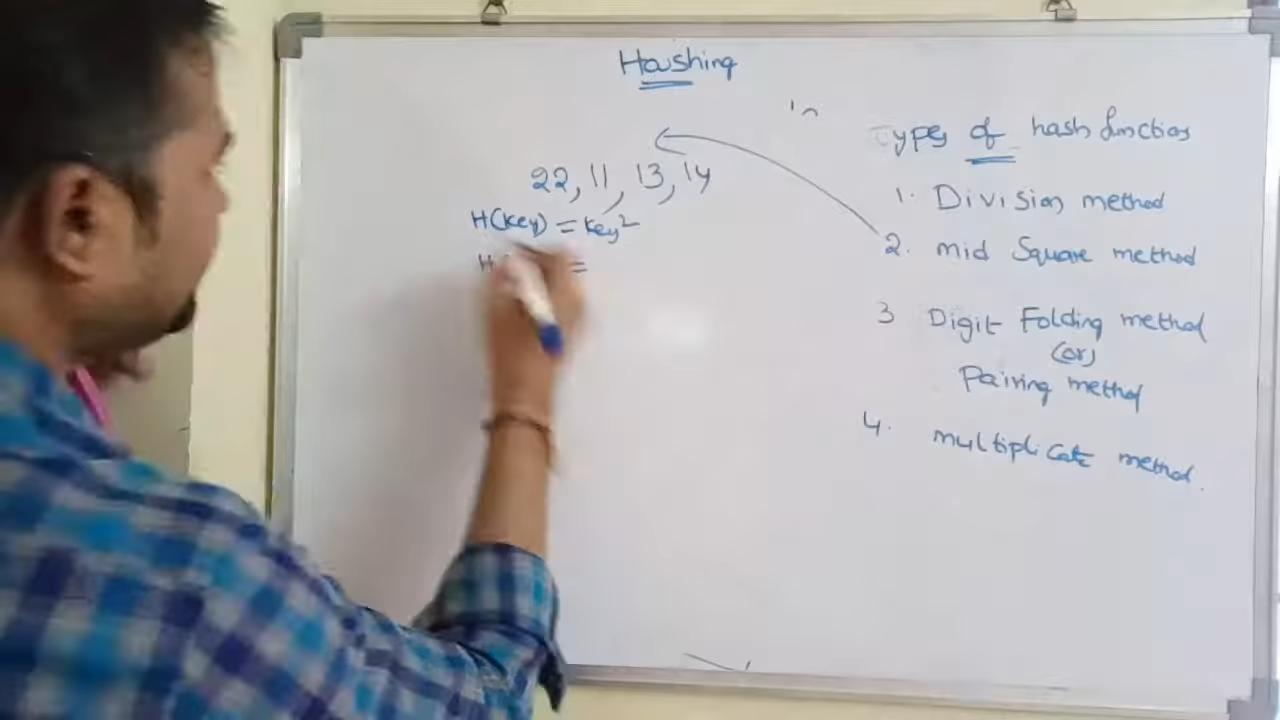 Hashing
22, 11, 13, 14
H(key) = key²
H =
Types of hash functions
1. Division method
2. mid Square method
3 Digit Folding method
(or)
Pairing method
4. multiplicate method.